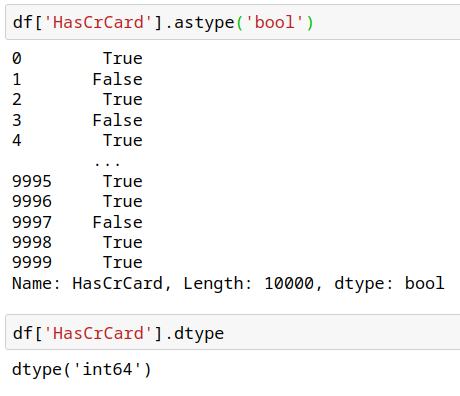 df['HasCrCard'].astype('bool')
0        True
1       False
2        True
3       False
4        True
        ...
9995     True
9996     True
9997    False
9998     True
9999     True
Name: HasCrCard, Length: 10000, dtype: bool
df['HasCrCard'].dtype
dtype('int64')